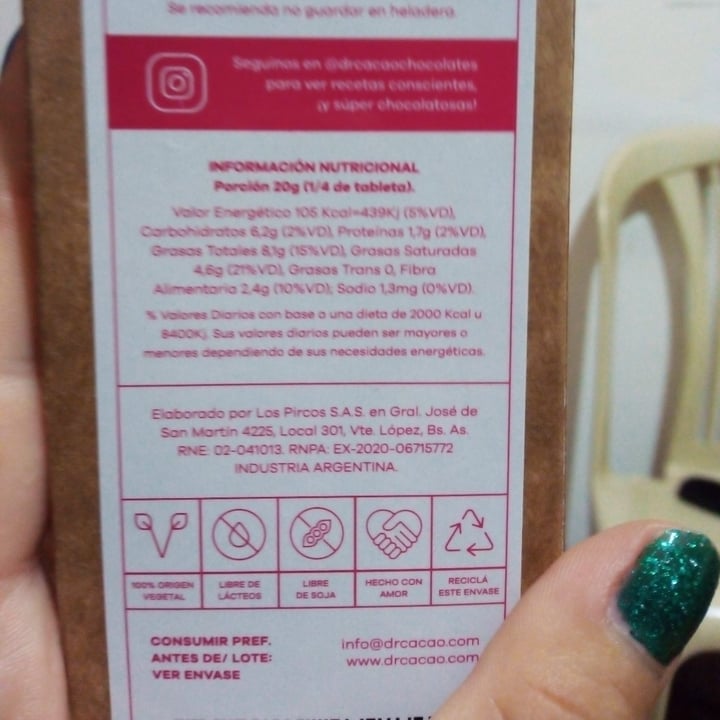 Se recomienda no guardar en heladera.
Seguinos en @drcacaochocolates
para ver recetas conscientes,
¡y súper chocolatosas!
INFORMACIÓN NUTRICIONAL
Porción 20g (1/4 de tableta).
Valor Energético 105 Kcal=439Kj (5%VD),
Carbohidratos 6,2g (2%VD), Proteínas 1,7g (2%VD),
Grasas Totales 8,1g (15%VD), Grasas Saturadas
4,6g (21%VD), Grasas Trans 0, Fibra
Alimentaria 2,4g (10%VD), Sodio 1,3mg (0%VD).
% Valores Diarios con base a una dieta de 2000 Kcal u
8400Kj. Sus valores diarios pueden ser mayores o
menores dependiendo de sus necesidades energéticas.
Elaborado por Los Pircos S.A.S. en Gral. José de
San Martín 4225, Local 301, Vte. López, Bs. As.
RNE: 02-041013. RNPA: EX-2020-06715772
INDUSTRIA ARGENTINA.
100% ORIGEN
VEGETAL
LIBRE DE
LÁCTEOS
LIBRE
DE SOJA
HECHO CON
AMOR
RECICLÁ
ESTE ENVASE
CONSUMIR PREF.
ANTES DE/ LOTE:
VER ENVASE
info@drcacao.com
www.drcacao.com